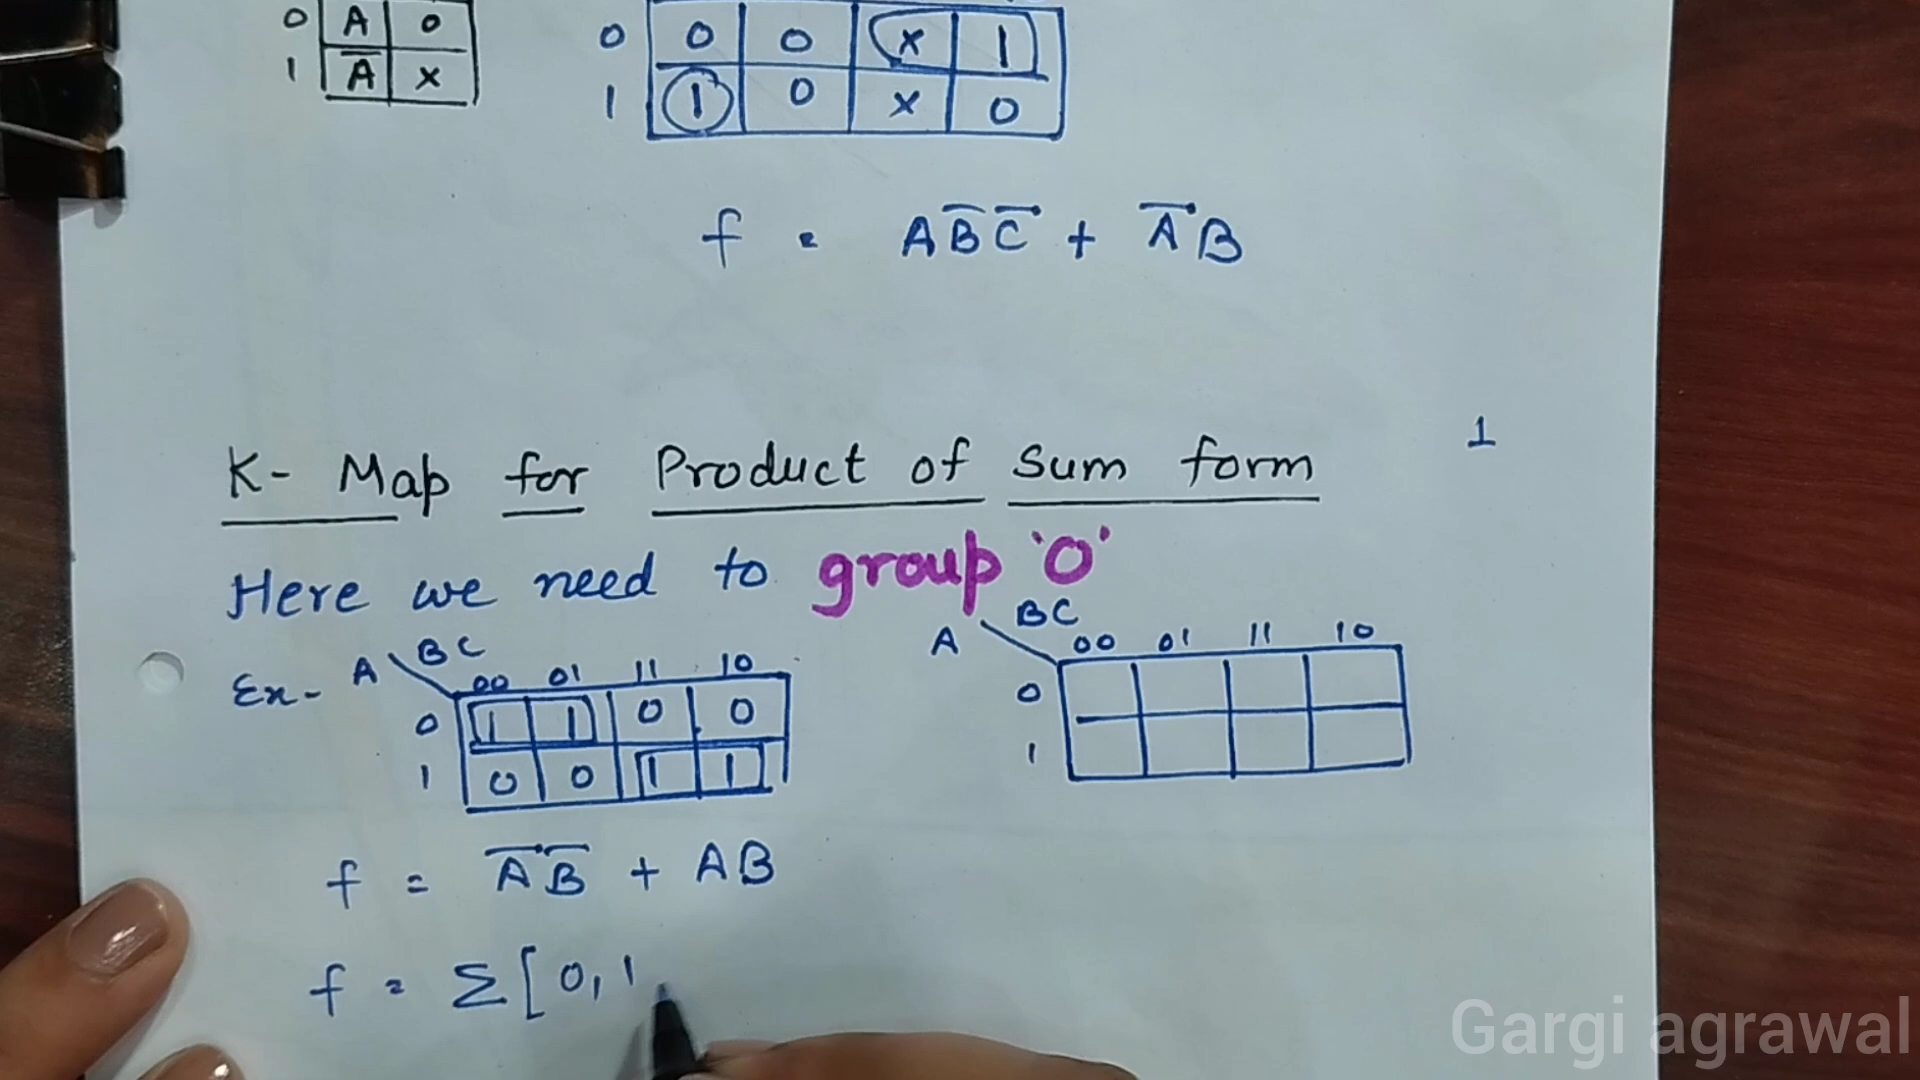 0 A 0
1 A̅ x
0 0 0 x 1
1 1 0 x 0
f = AB̅C̅ + A̅B
1
K- Map for Product of Sum form
Here we need to group '0'
Ex- A BC 00 01 11 10
0 1 1 0 0
1 0 0 1 1
A BC 00 01 11 10
0
1
f = A̅B̅ + AB
f = Σ[0,1
Gargi agrawal